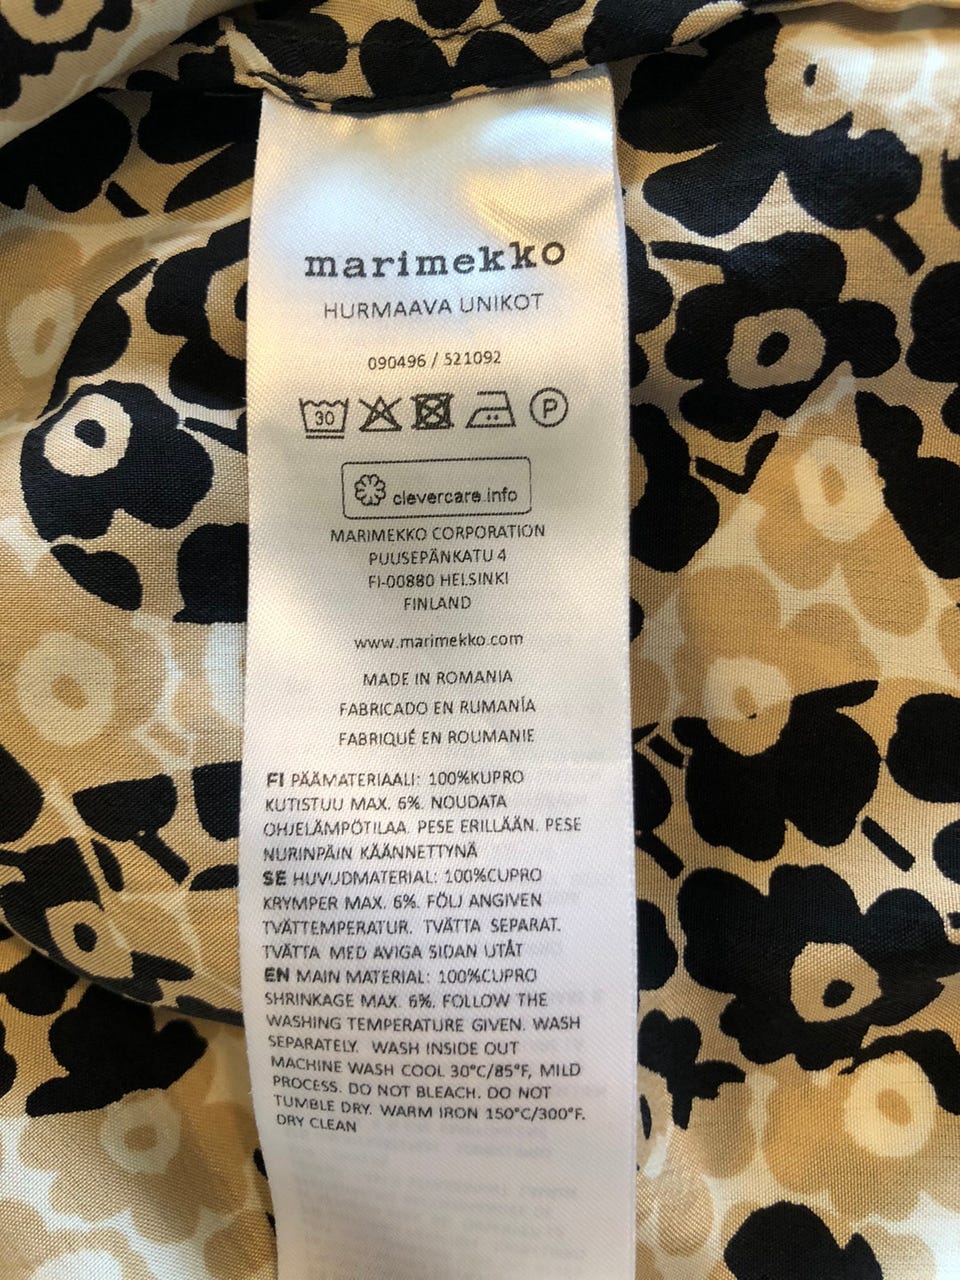 marimekko
HURMAAVA UNIKOT
090496 / 521092
30 P
clevercare.info
MARIMEKKO CORPORATION
PUUSEPÄNKATU 4
FI-00880 HELSINKI
FINLAND
www.marimekko.com
MADE IN ROMANIA
FABRICADO EN RUMANÍA
FABRIQUÉ EN ROUMANIE
FI PÄÄMATERIAALI: 100%KUPRO
KUTISTUU MAX. 6%. NOUDATA
OHJELÄMPÖTILAA. PESE ERILLÄÄN. PESE
NURINPÄIN KÄÄNNETTYNÄ
SE HUVUDMATERIAL: 100%CUPRO
KRYMPER MAX. 6%. FÖLJ ANGIVEN
TVÄTTEMPERATUR. TVÄTTA SEPARAT.
TVÄTTA MED AVIGA SIDAN UTÅT
EN MAIN MATERIAL: 100%CUPRO
SHRINKAGE MAX. 6%. FOLLOW THE
WASHING TEMPERATURE GIVEN. WASH
SEPARATELY. WASH INSIDE OUT
MACHINE WASH COOL 30°C/85°F, MILD
PROCESS. DO NOT BLEACH. DO NOT
TUMBLE DRY. WARM IRON 150°C/300°F.
DRY CLEAN